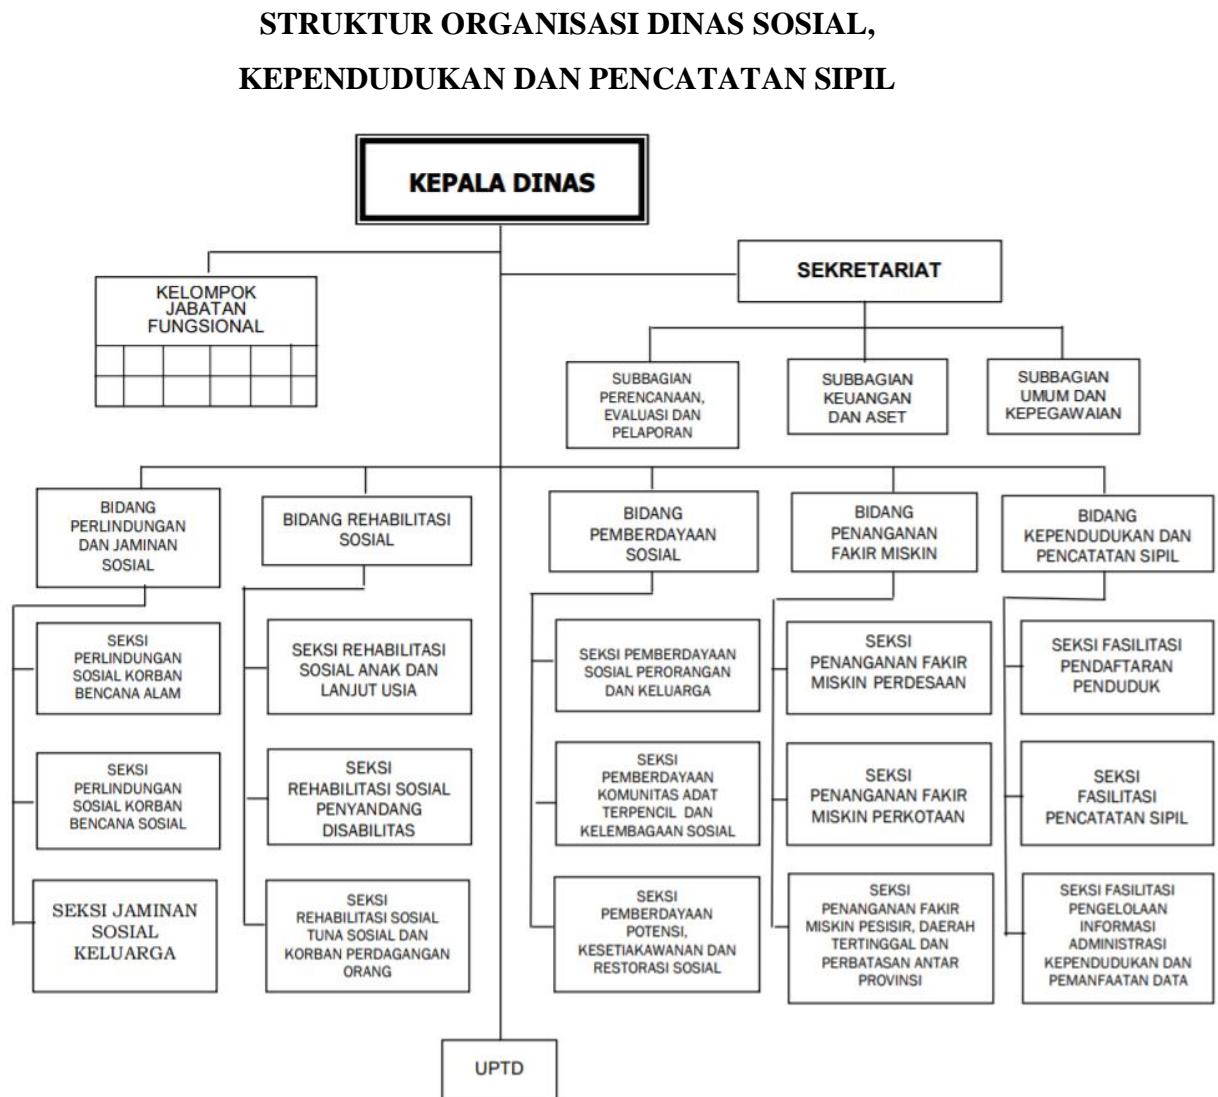 STRUKTUR ORGANISASI DINAS SOSIAL,
KEPENDUDUKAN DAN PENCATATAN SIPIL
KEPALA DINAS
SEKRETARIAT
KELOMPOK
JABATAN
FUNGSIONAL
SUBBAGIAN
PERENCANAAN,
EVALUASI DAN
PELAPORAN
SUBBAGIAN
KEUANGAN
DAN ASET
SUBBAGIAN
UMUM DAN
KEPEGAWAIAN
BIDANG
PERLINDUNGAN
DAN JAMINAN
SOSIAL
BIDANG REHABILITASI
SOSIAL
BIDANG
PEMBERDAYAAN
SOSIAL
BIDANG
PENANGANAN
FAKIR MISKIN
BIDANG
KEPENDUDUKAN DAN
PENCATATAN SIPIL
SEKSI
PERLINDUNGAN
SOSIAL KORBAN
BENCANA ALAM
SEKSI REHABILITASI
SOSIAL ANAK DAN
LANJUT USIA
SEKSI PEMBERDAYAAN
SOSIAL PERORANGAN
DAN KELUARGA
SEKSI
PENANGANAN FAKIR
MISKIN PERDESAAN
SEKSI FASILITASI
PENDAFTARAN
PENDUDUK
SEKSI
PERLINDUNGAN
SOSIAL KORBAN
BENCANA SOSIAL
SEKSI
REHABILITASI SOSIAL
PENYANDANG
DISABILITAS
SEKSI
PEMBERDAYAAN
KOMUNITAS ADAT
TERPENCIL DAN
KELEMBAGAAN SOSIAL
SEKSI
PENANGANAN FAKIR
MISKIN PERKOTAAN
SEKSI
FASILITASI
PENCATATAN SIPIL
SEKSI JAMINAN
SOSIAL
KELUARGA
SEKSI
REHABILITASI SOSIAL
TUNA SOSIAL DAN
KORBAN PERDAGANGAN
ORANG
SEKSI
PEMBERDAYAAN
POTENSI,
KESETIAKAWANAN DAN
RESTORASI SOSIAL
SEKSI
PENANGANAN FAKIR
MISKIN PESISIR, DAERAH
TERTINGGAL DAN
PERBATASAN ANTAR
PROVINSI
SEKSI FASILITASI
PENGELOLAAN
INFORMASI
ADMINISTRASI
KEPENDUDUKAN DAN
PEMANFAATAN DATA
UPTD